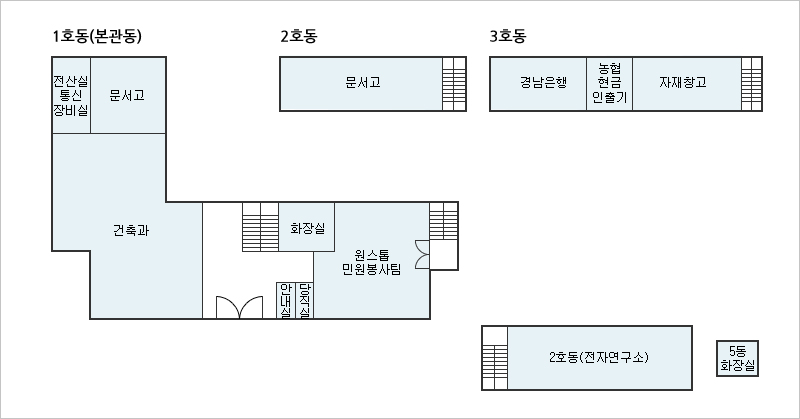 1호동(본관동)
2호동
3호동
전산실
통신
장비실
문서고
문서고
경남은행
농협
현금
인출기
자재창고
건축과
화장실
원스톱
민원봉사팀
안내실
당직실
2호동(전자연구소)
5동
화장실